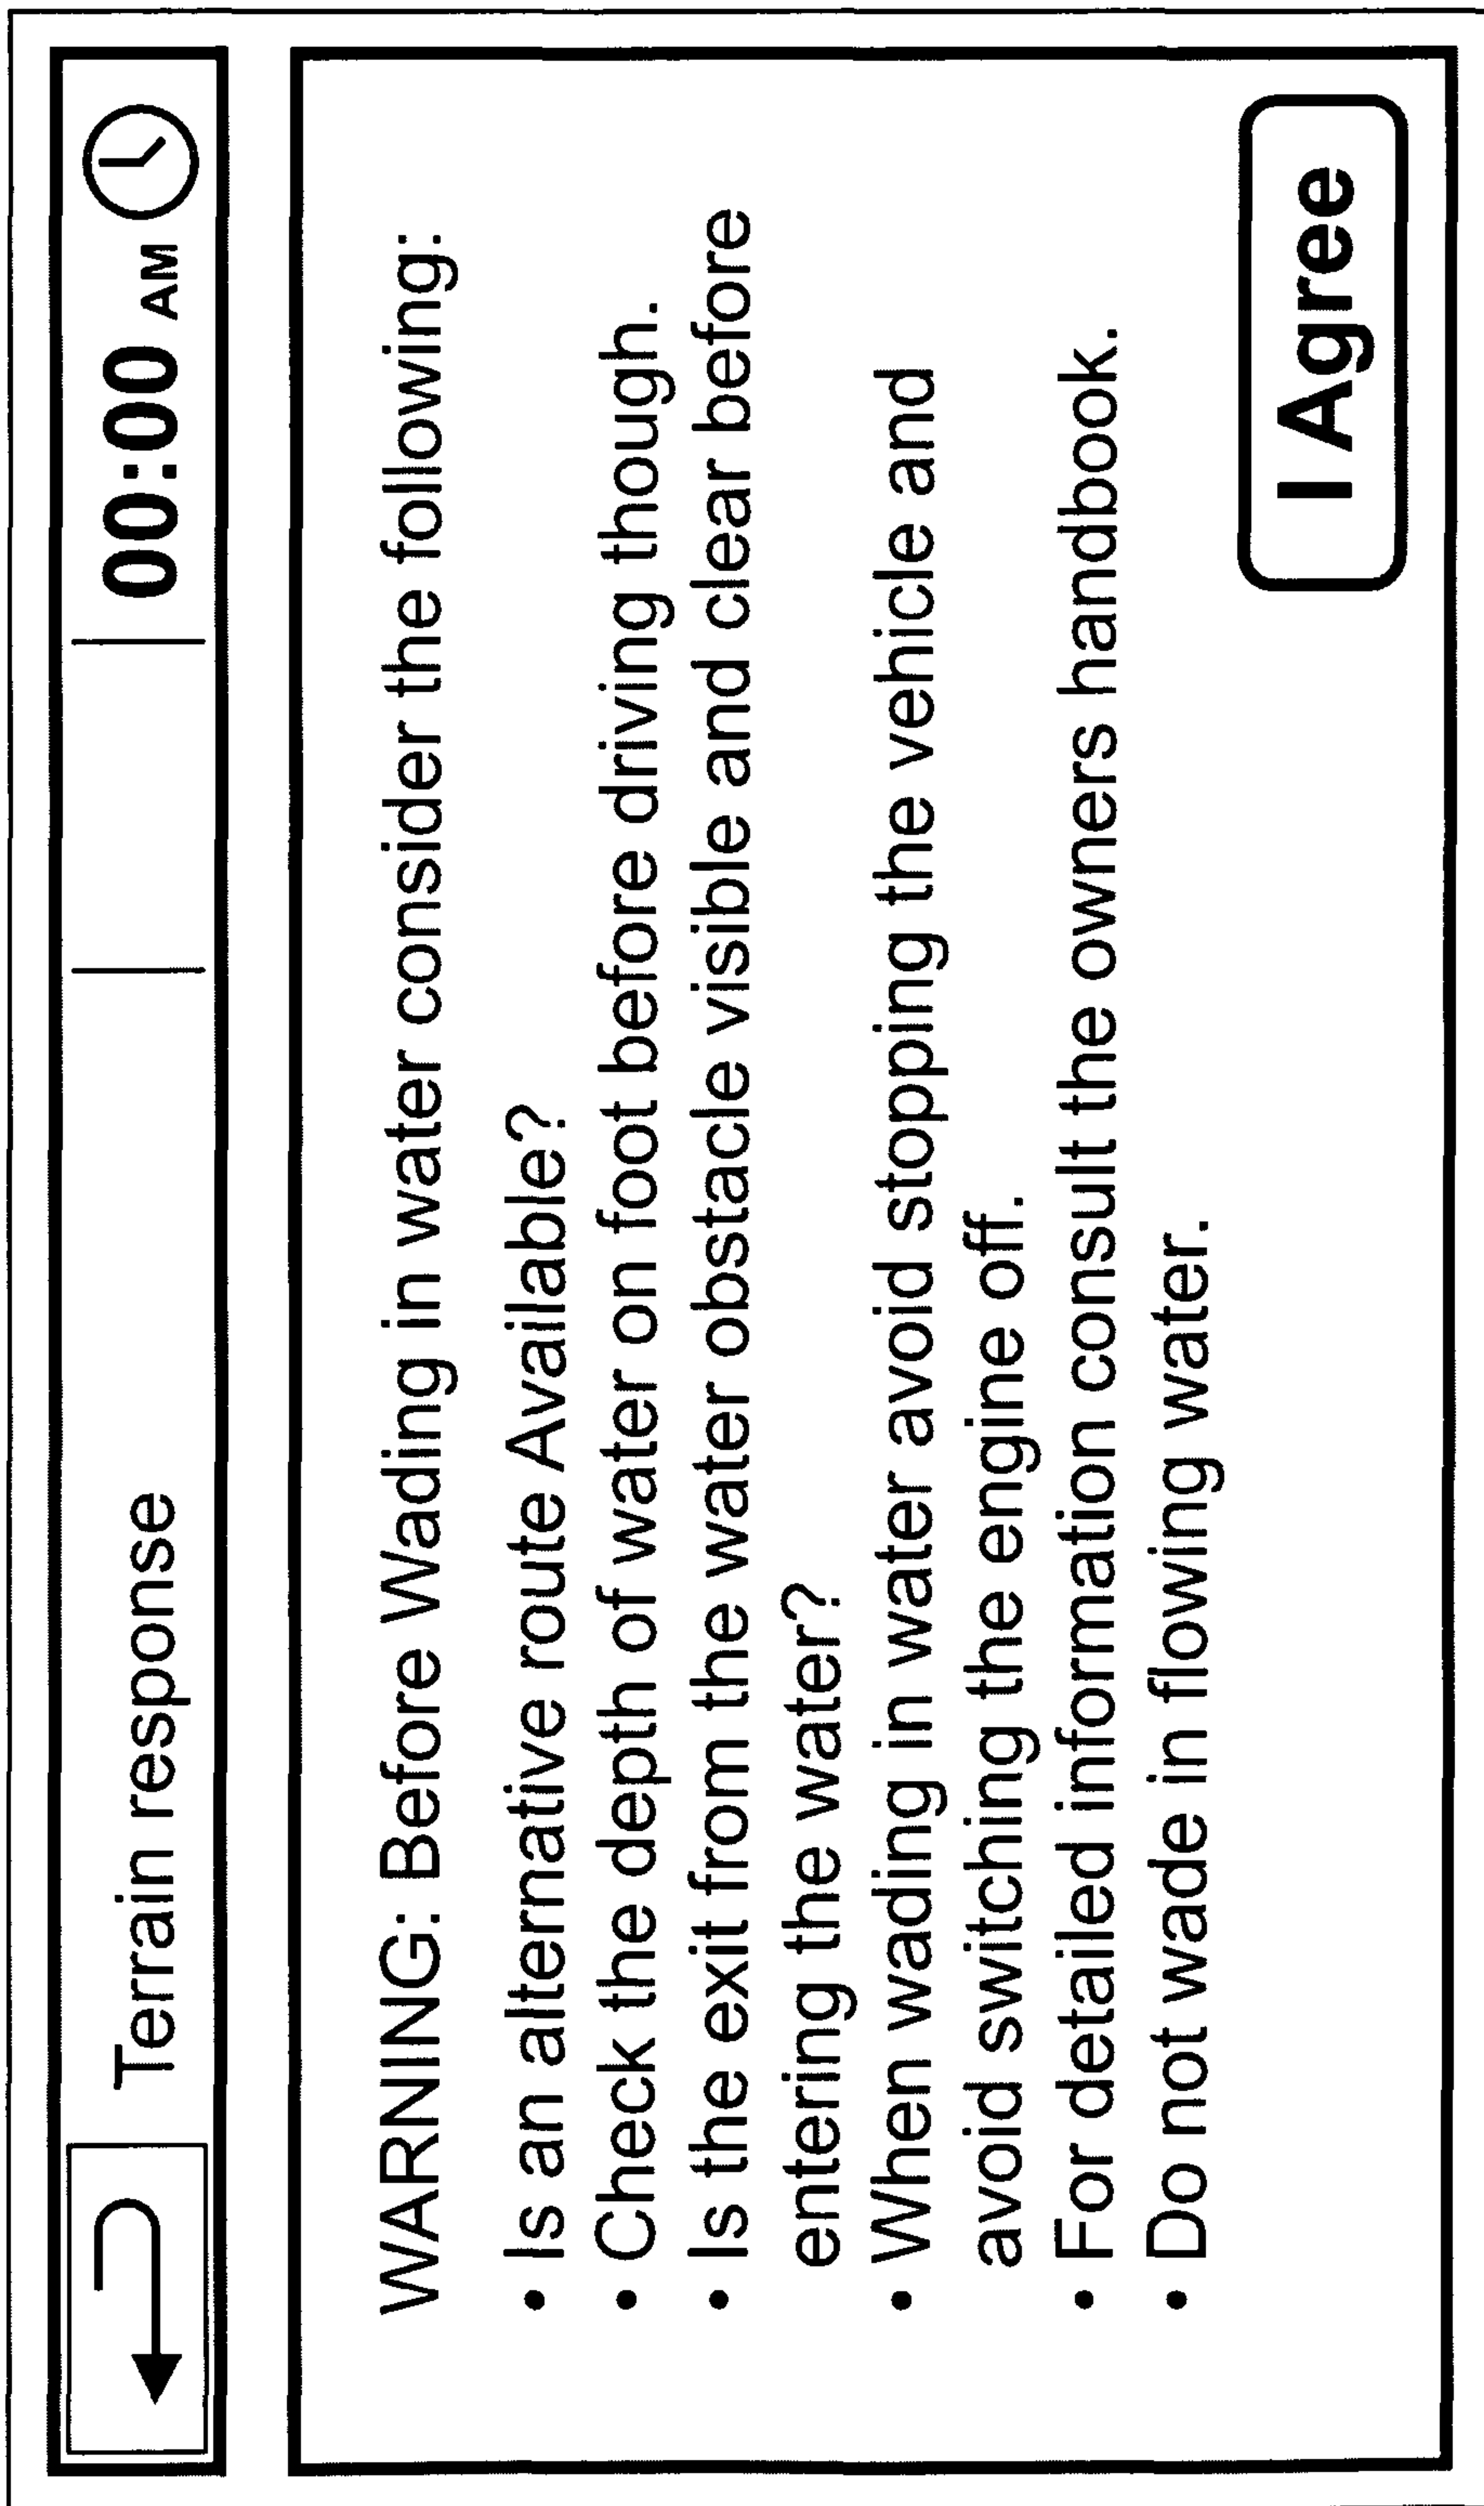 Terrain response
00:00 AM
WARNING: Before Wading in water consider the following:
• Is an alternative route Available?
• Check the depth of water on foot before driving though.
• Is the exit from the water obstacle visible and clear before
entering the water?
• When wading in water avoid stopping the vehicle and
avoid switching the engine off.
• For detailed information consult the owners handbook.
• Do not wade in flowing water.
I Agree